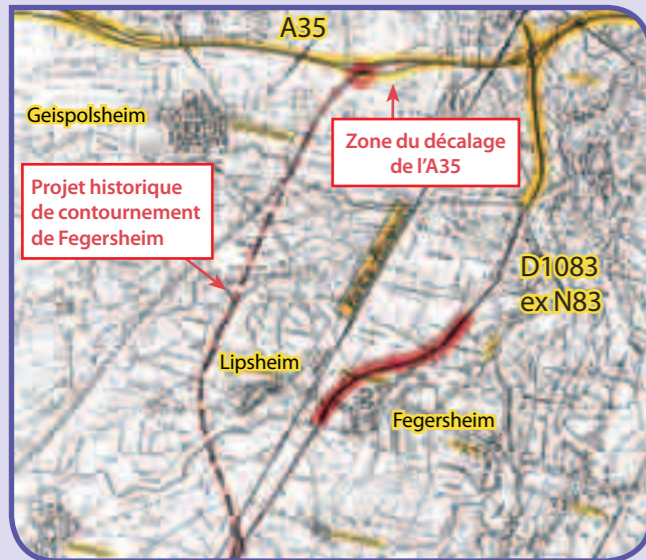 A35
Geispolsheim
Zone du décalage
de l'A35
Projet historique
de contournement
de Fegersheim
D1083
ex N83
Lipsheim
Fegersheim